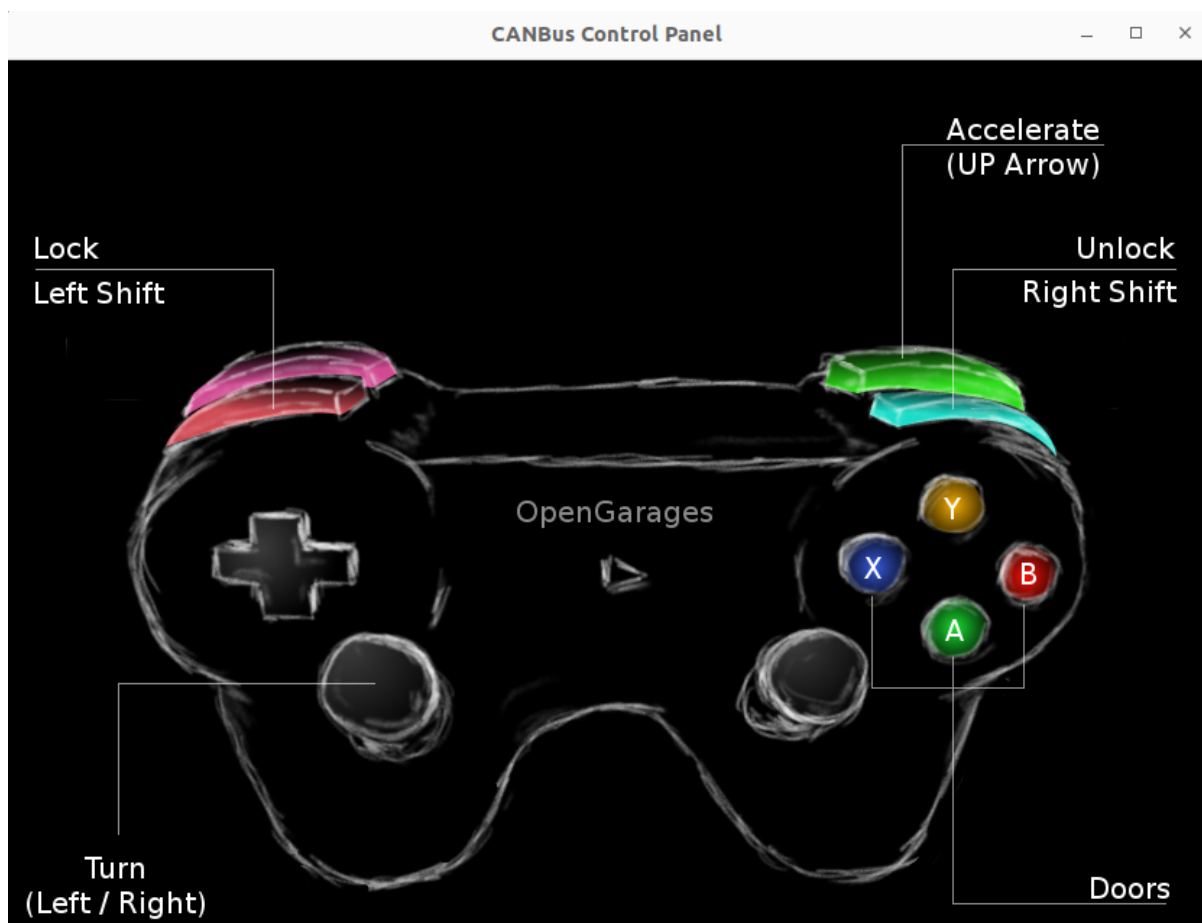 CANBus Control Panel
Accelerate
(UP Arrow)
Lock
Left Shift
Unlock
Right Shift
OpenGarages
Y
X
B
A
Turn
(Left / Right)
Doors